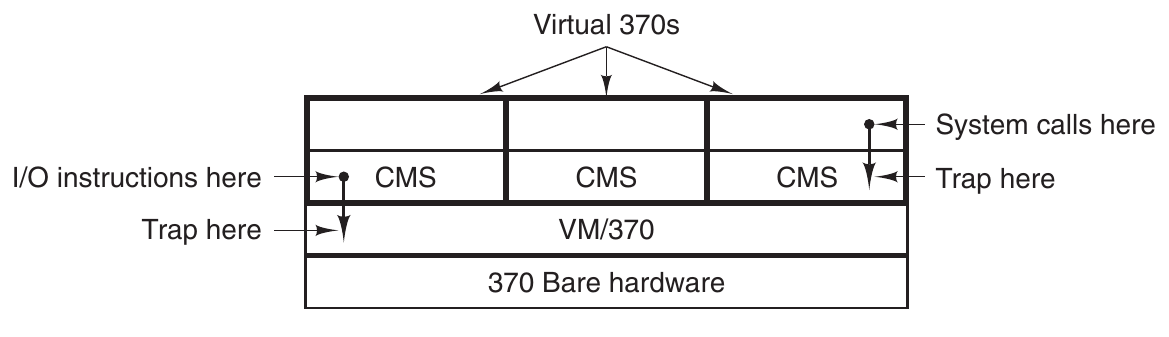 Virtual 370s
System calls here
I/O instructions here
CMS
CMS
CMS
Trap here
Trap here
VM/370
370 Bare hardware